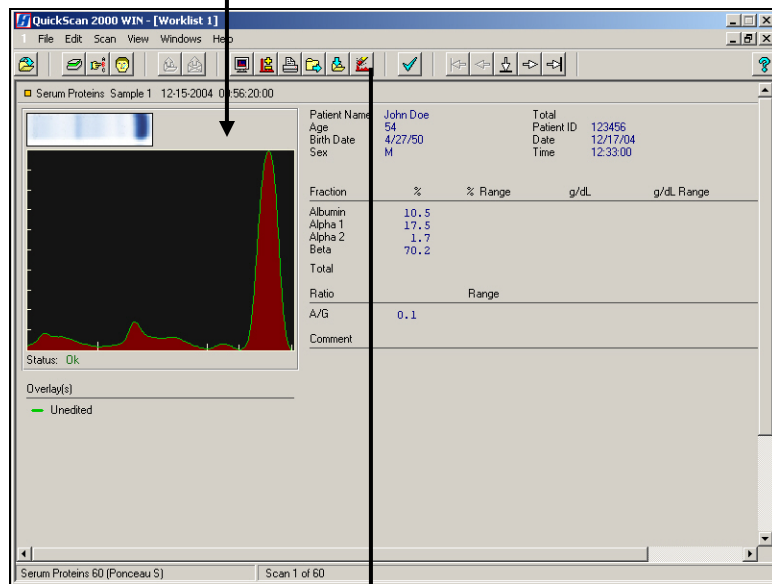 QuickScan 2000 WIN - [Worklist 1]
File Edit Scan View Windows Help
Serum Proteins Sample 1 12-15-2004 09:56:20:00
Patient Name John Doe Total
Age 54 Patient ID 123456
Birth Date 4/27/50 Date 12/17/04
Sex M Time 12:33:00
Fraction % % Range g/dL g/dL Range
Albumin 10.5
Alpha 1 17.5
Alpha 2 1.7
Beta 70.2
Total
Ratio Range
A/G 0.1
Comment
Status: Ok
Overlay(s)
Unedited
Serum Proteins 60 (Ponceau S) Scan 1 of 60